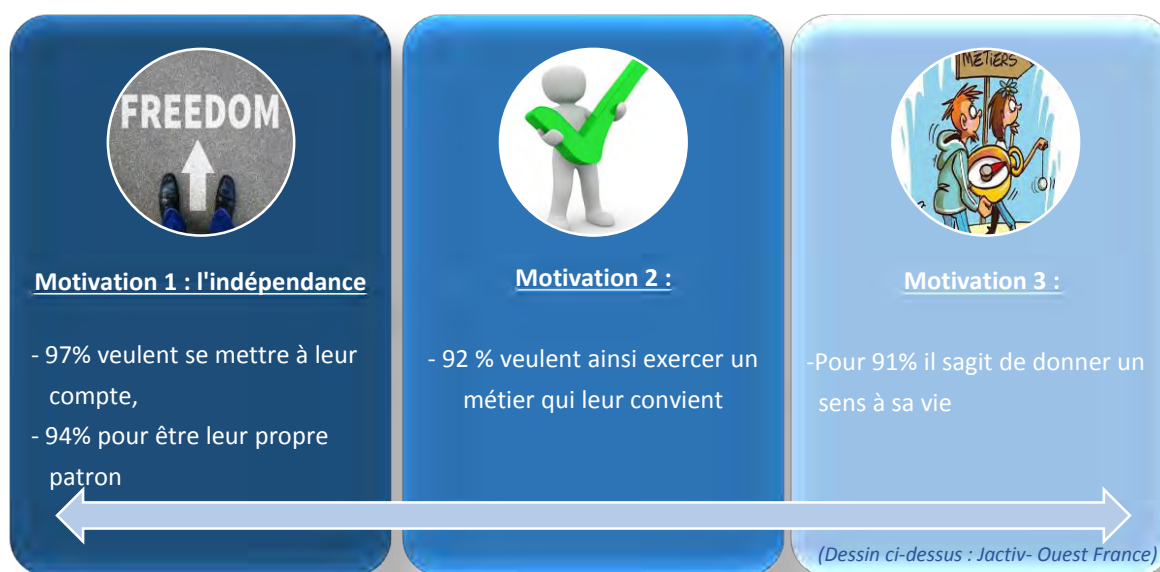 FREEDOM
Motivation 1 : l'indépendance
- 97% veulent se mettre à leur
compte,
- 94% pour être leur propre
patron
Motivation 2 :
- 92 % veulent ainsi exercer un
métier qui leur convient
METIERS
Motivation 3 :
-Pour 91% il sagit de donner un
sens à sa vie
(Dessin ci-dessus : Jactiv- Ouest France)